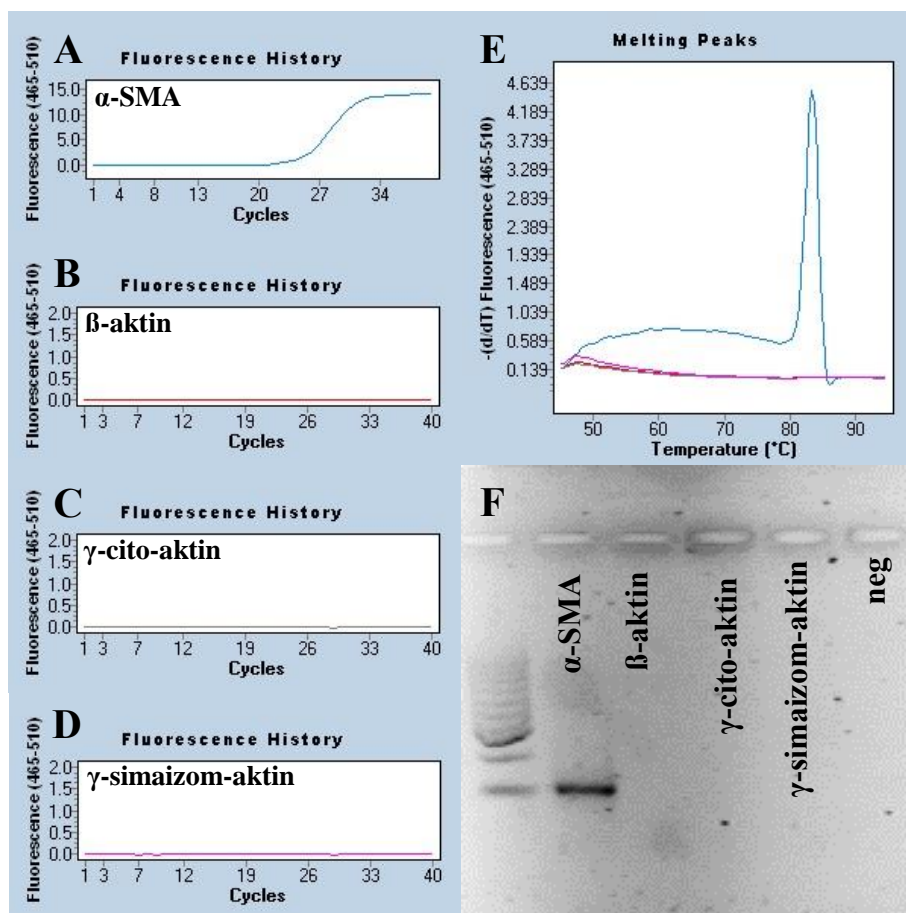 A
Fluorescence History
α-SMA
Fluorescence (465-510)
15.0
10.0
5.0
0.0
1 4 8 13 20 27 34
Cycles
B
Fluorescence History
ß-aktin
Fluorescence (465-510)
2.0
1.5
1.0
0.5
0.0
1 3 7 12 19 26 33 40
Cycles
C
Fluorescence History
γ-cito-aktin
Fluorescence (465-510)
2.0
1.5
1.0
0.5
0.0
1 3 7 12 19 26 33 40
Cycles
D
Fluorescence History
γ-simaizom-aktin
Fluorescence (465-510)
2.0
1.5
1.0
0.5
0.0
1 3 7 12 19 26 33 40
Cycles
E
Melting Peaks
-(d/dT) Fluorescence (465-510)
4.639
4.189
3.739
3.289
2.839
2.389
1.939
1.489
1.039
0.589
0.139
50 60 70 80 90
Temperature (°C)
F
α-SMA
ß-aktin
γ-cito-aktin
γ-simaizom-aktin
neg